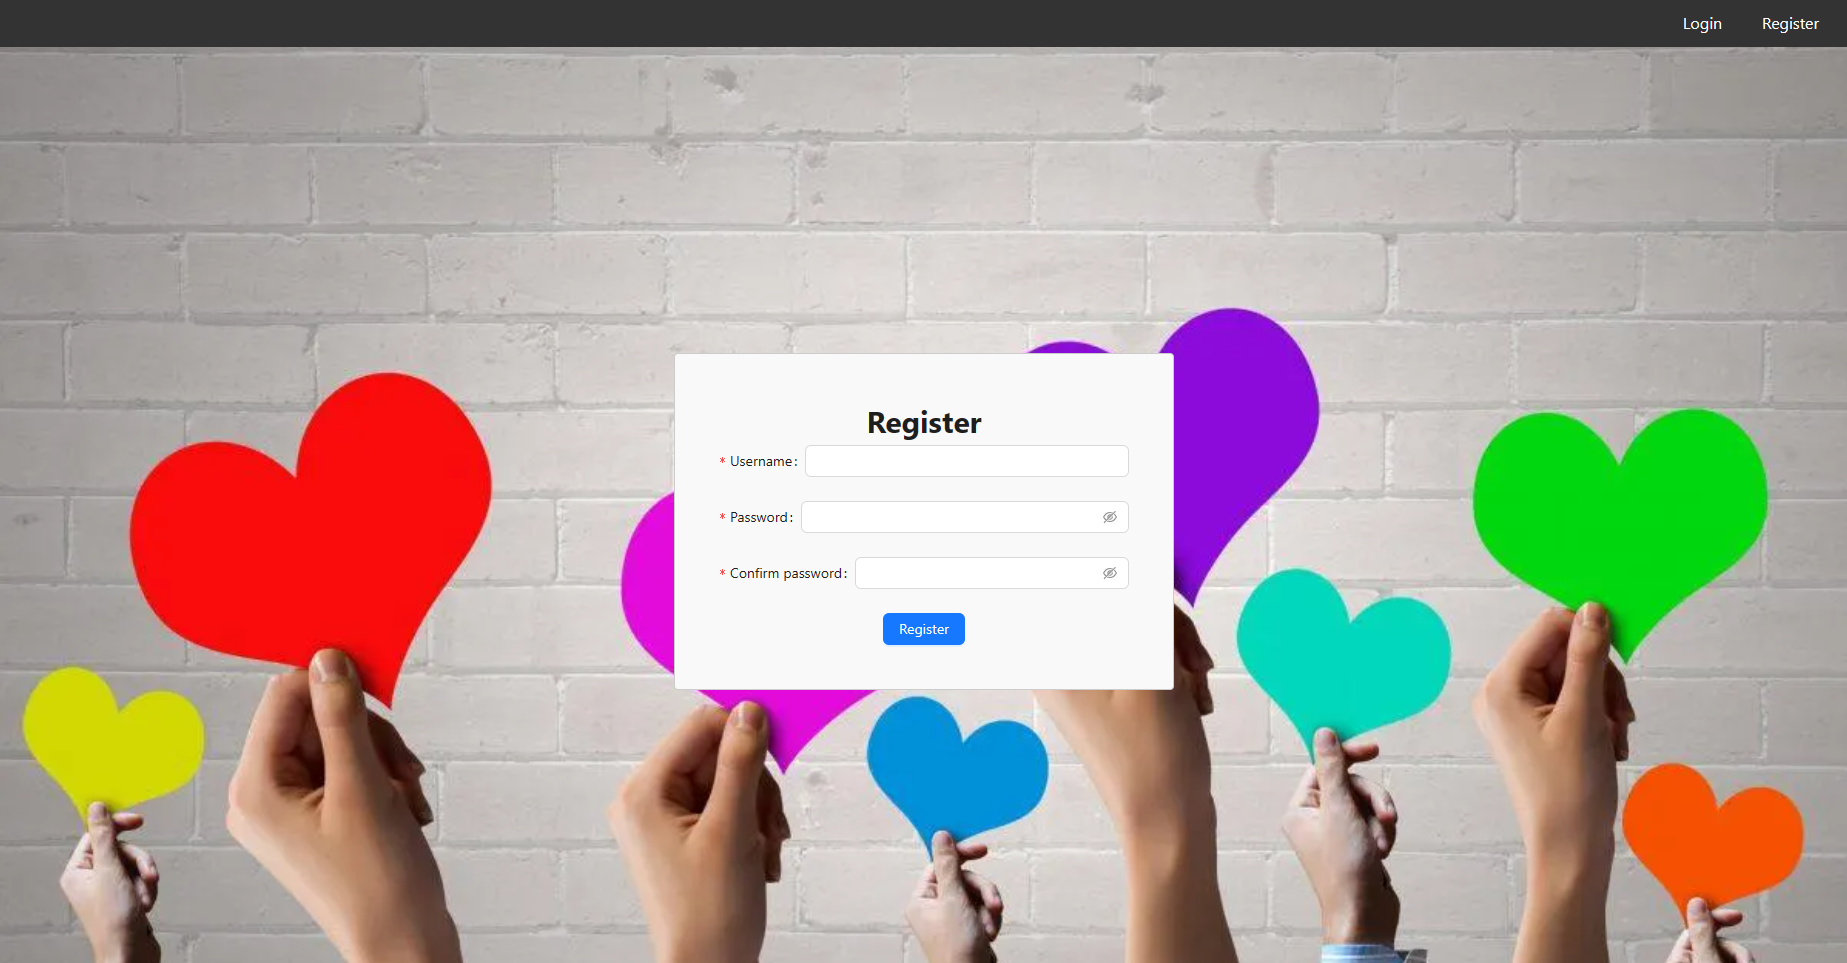 Login Register
Register
* Username:
* Password:
* Confirm password:
Register